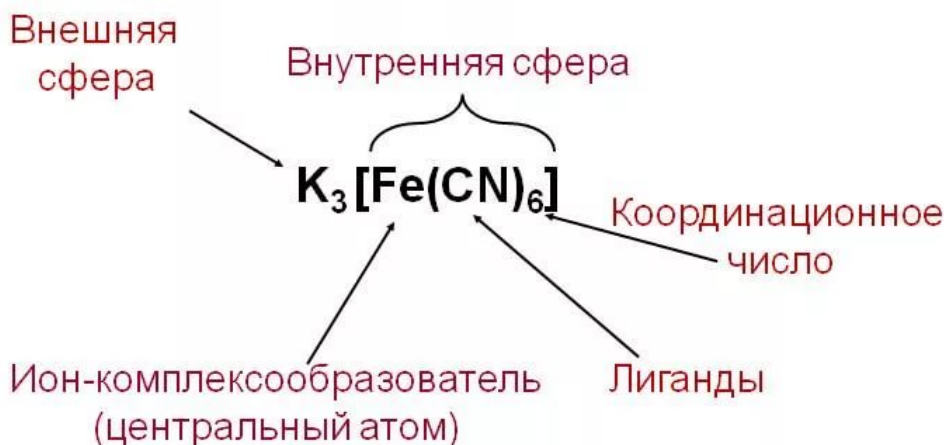 Внешняя
сфера
Внутренняя сфера
K₃[Fe(CN)₆]
Координационное
число
Ион-комплексообразователь
(центральный атом)
Лиганды